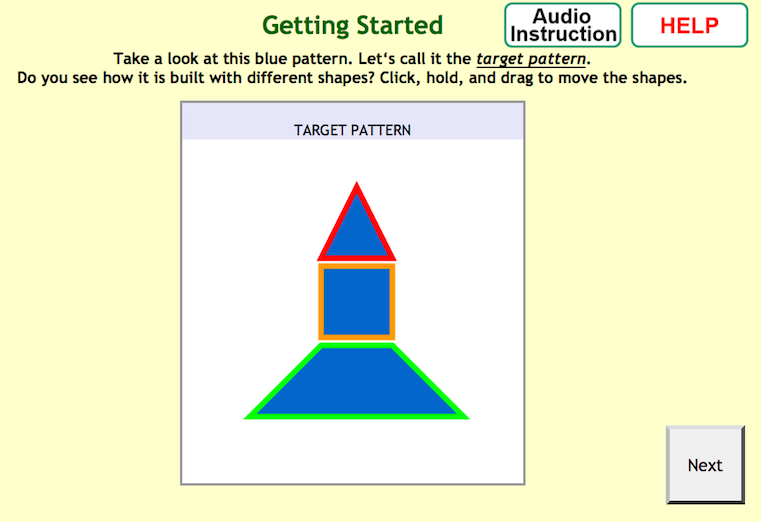 Getting Started
Audio
Instruction
HELP
Take a look at this blue pattern. Let‘s call it the target pattern.
Do you see how it is built with different shapes? Click, hold, and drag to move the shapes.
TARGET PATTERN
Next